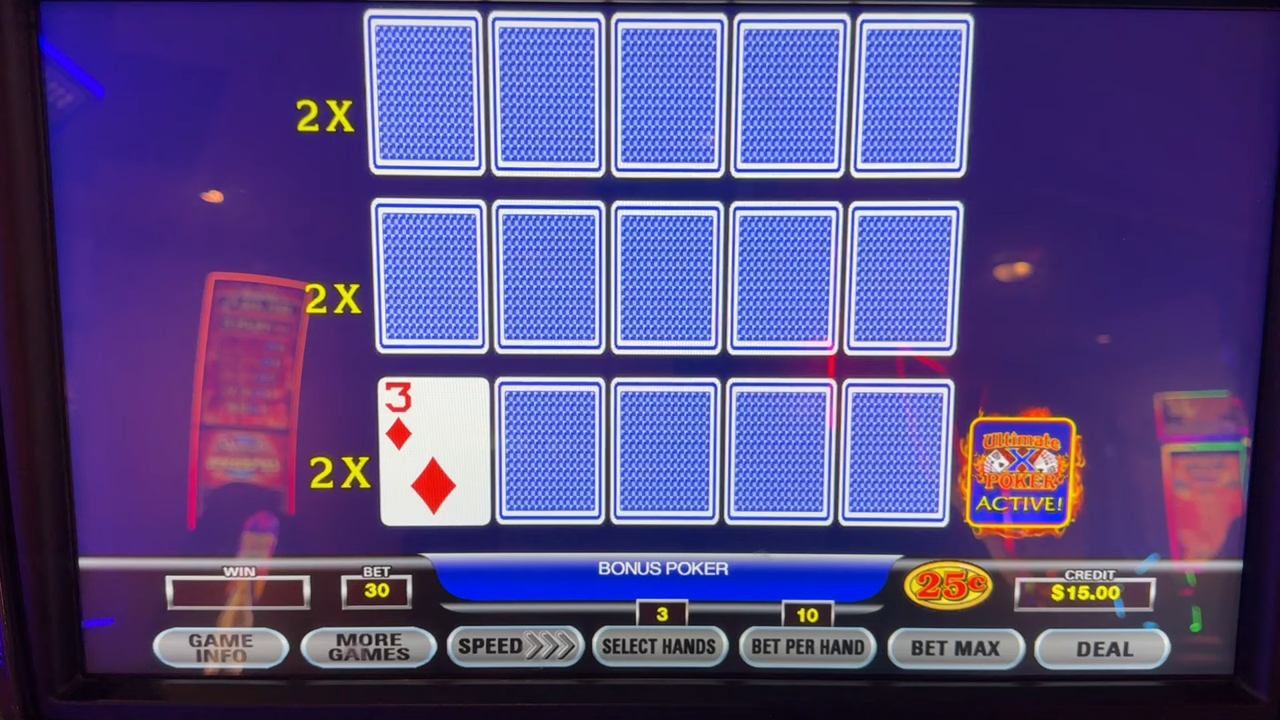 2X
2X
3
2X
Ultimate
X
POKER
ACTIVE!
BONUS POKER
WIN
BET
30
3
10
25¢
CREDIT
$15.00
GAME
INFO
MORE
GAMES
SPEED
SELECT HANDS
BET PER HAND
BET MAX
DEAL